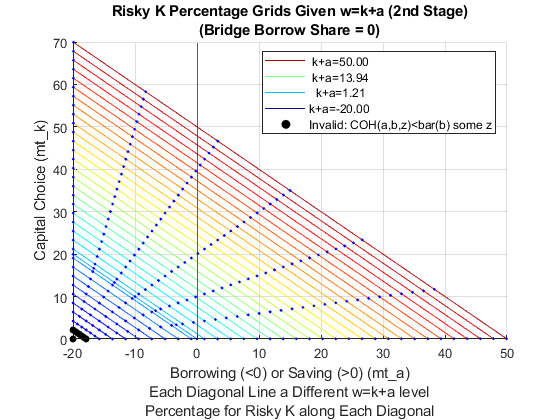 Risky K Percentage Grids Given w=k+a (2nd Stage)
(Bridge Borrow Share = 0)
70
60
50
40
30
20
10
0
Capital Choice (mt_k)
k+a=50.00
k+a=13.94
k+a=1.21
k+a=-20.00
Invalid: COH(a,b,z)<bar(b) some z
-20
-10
0
10
20
30
40
50
Borrowing (<0) or Saving (>0) (mt_a)
Each Diagonal Line a Different w=k+a level
Percentage for Risky K along Each Diagonal